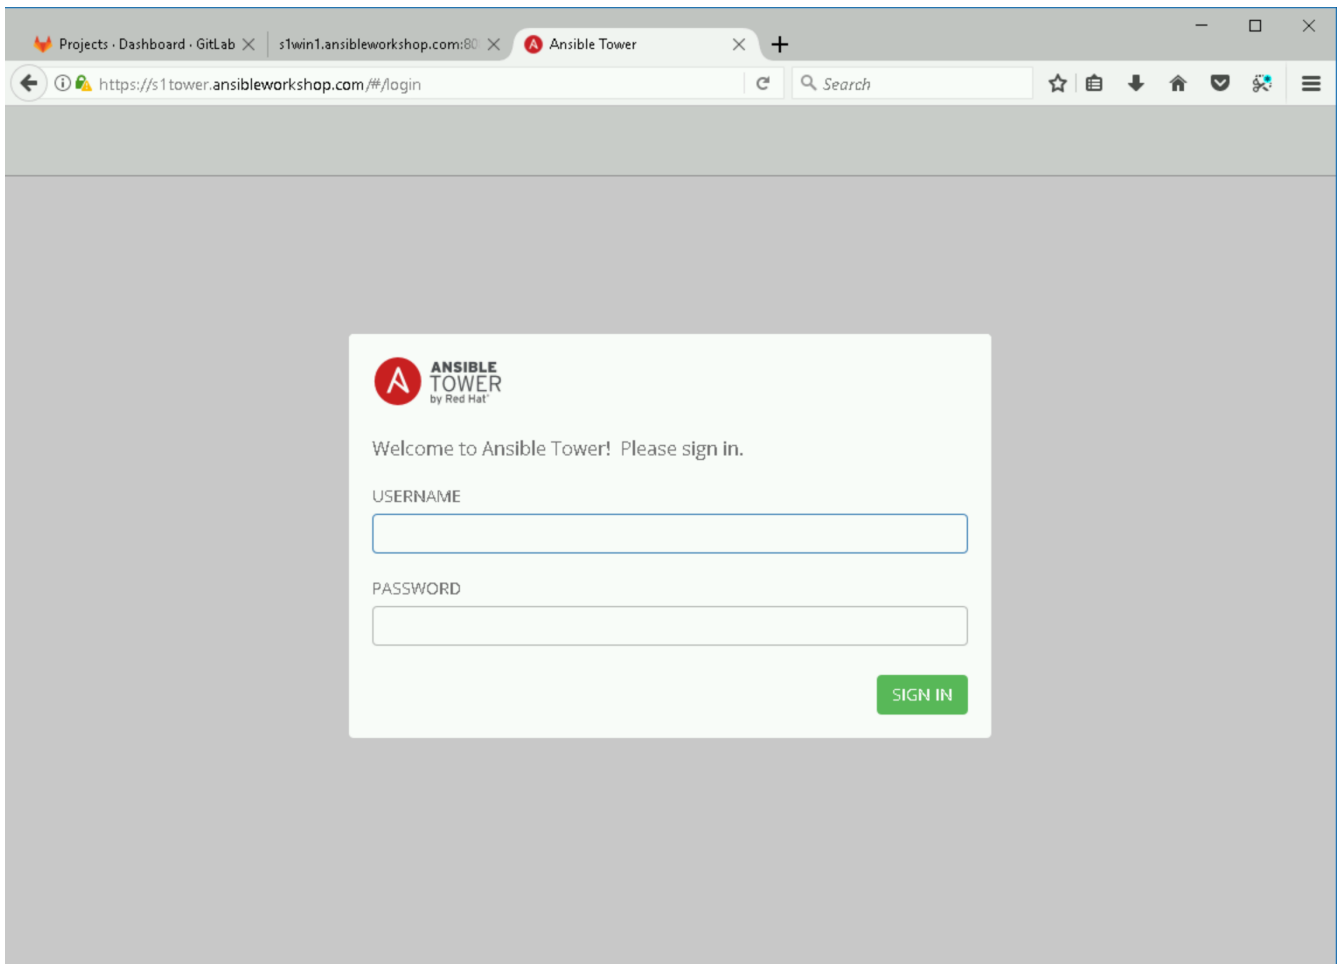 Projects · Dashboard · GitLab
s1win1.ansibleworkshop.com:80
Ansible Tower
https://s1tower.ansibleworkshop.com/#/login
Search
ANSIBLE
TOWER
by Red Hat
Welcome to Ansible Tower! Please sign in.
USERNAME
PASSWORD
SIGN IN